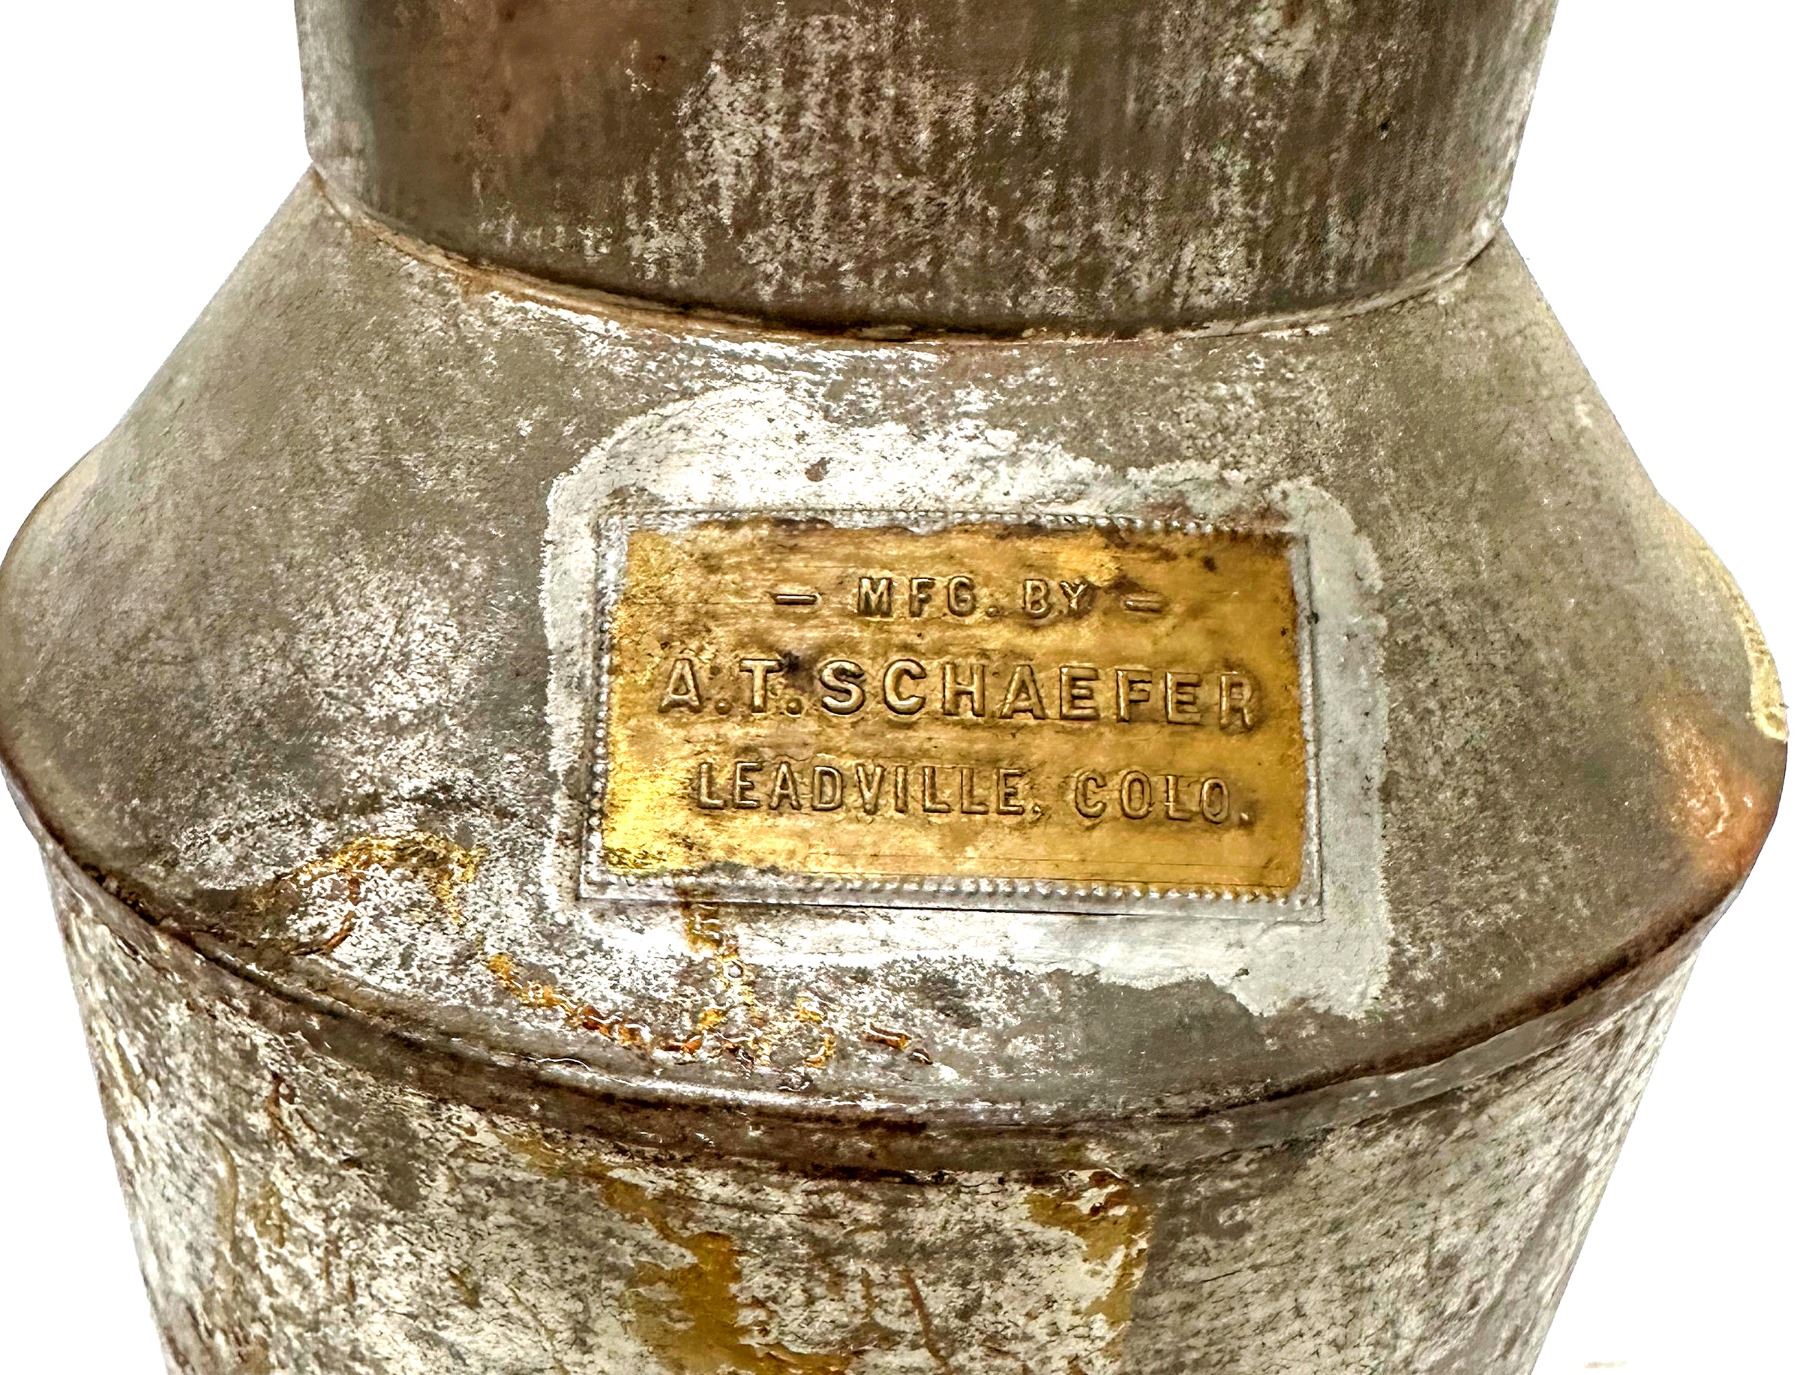 — MFG. BY —
A. T. SCHAEFER
LEADVILLE, COLO.